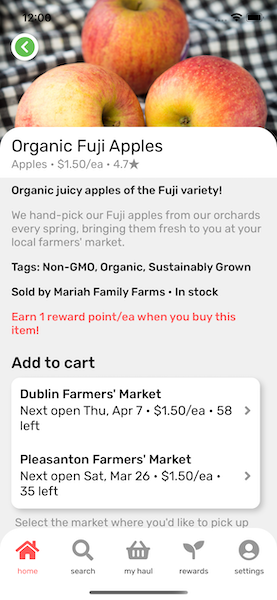 12:00
Organic Fuji Apples
Apples • $1.50/ea • 4.7★
Organic juicy apples of the Fuji variety!
We hand-pick our Fuji apples from our orchards
every spring, bringing them fresh to you at your
local farmers' market.
Tags: Non-GMO, Organic, Sustainably Grown
Sold by Mariah Family Farms • In stock
Earn 1 reward point/ea when you buy this
item!
Add to cart
Dublin Farmers' Market
Next open Thu, Apr 7 • $1.50/ea • 58
left
Pleasanton Farmers' Market
Next open Sat, Mar 26 • $1.50/ea •
35 left
Select the market where you'd like to pick up
home search my haul rewards settings